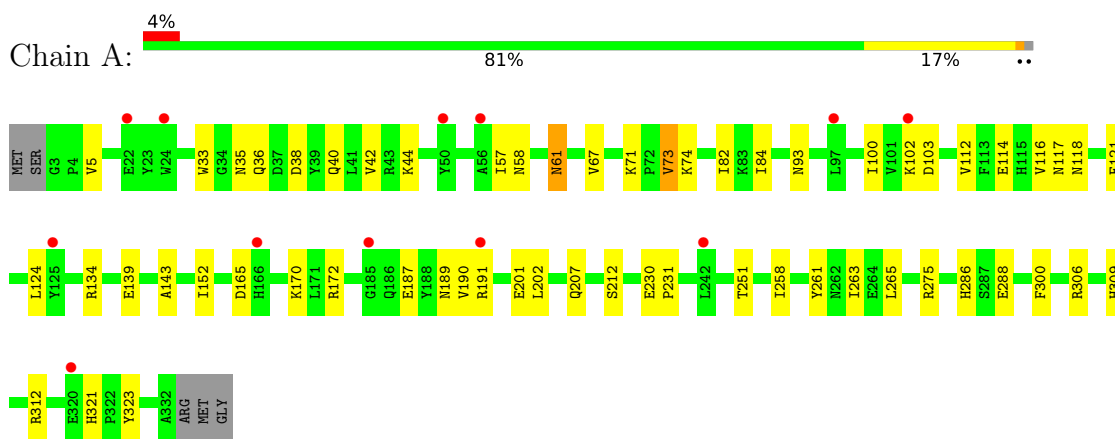 4%
Chain A:
81% 17% ••
MET SER G3 P4 V5 E22 Y23 W24 W33 G34 N35 Q36 D37 D38 Y39 Q40 L41 V42 R43 K44 Y50 A56 I57 N58 N61 V67 K71 P72 V73 K74 I82 K83 I84 N93 L97 I100 V101 K102 D103 V112 F113 E114 H115 V116 N117 N118
L124 Y125 R134 E139 A143 I152 D165 H166 K170 L171 R172 G185 Q186 E187 Y188 N189 V190 R191 E201 L202 Q207 S212 E230 P231 L242 T251 I258 Y261 N262 I263 E264 L265 R275 H286 S287 E288 F300 R306 H309
R312 E320 H321 P322 Y323 A332 ARG MET GLY